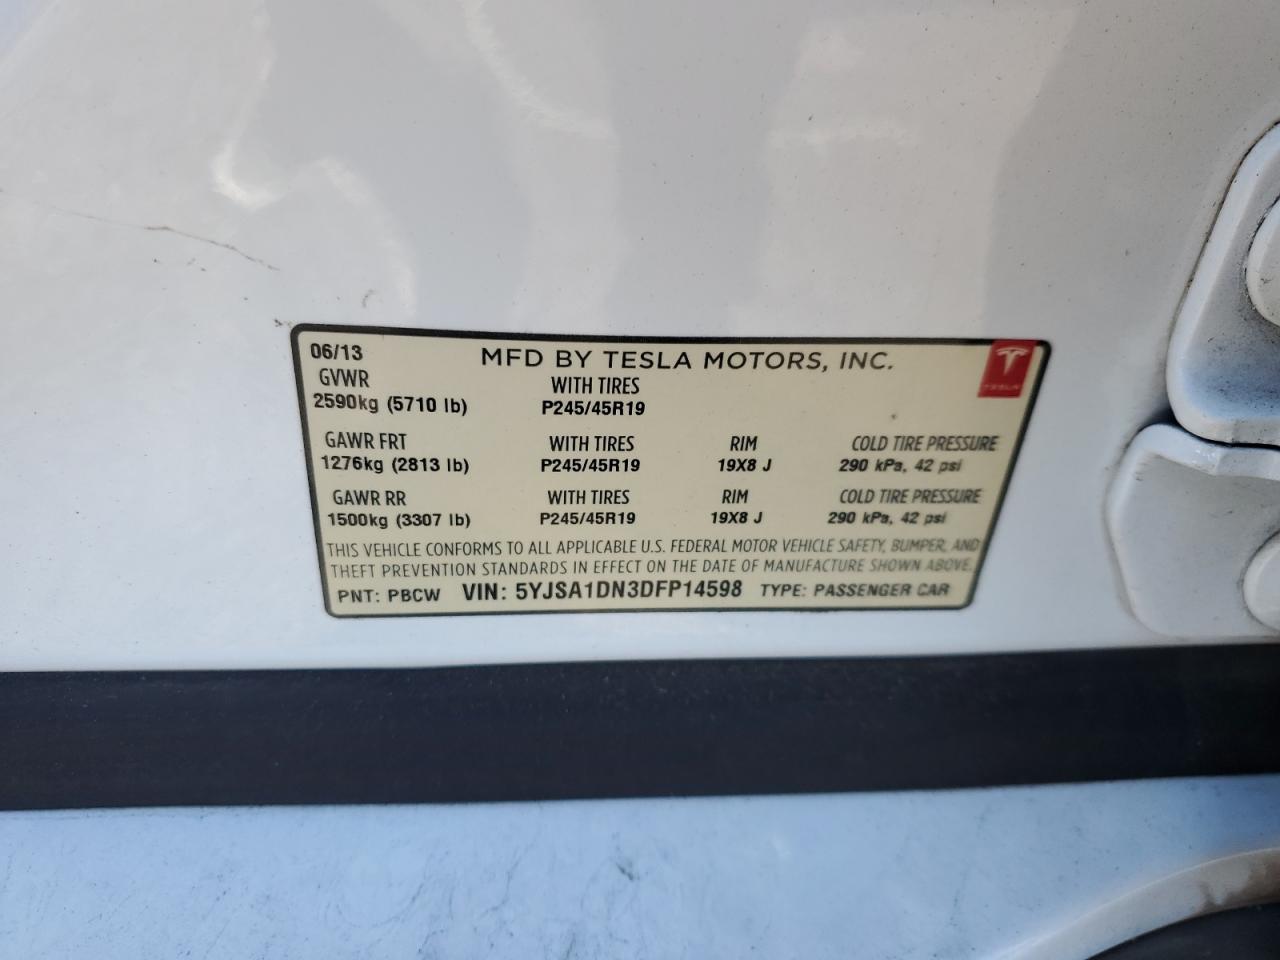 06/13 MFD BY TESLA MOTORS, INC.
GVWR WITH TIRES
2590kg (5710 lb) P245/45R19
TESLA
GAWR FRT WITH TIRES RIM COLD TIRE PRESSURE
1276kg (2813 lb) P245/45R19 19X8 J 290 kPa, 42 psi
GAWR RR WITH TIRES RIM COLD TIRE PRESSURE
1500kg (3307 lb) P245/45R19 19X8 J 290 kPa, 42 psi
THIS VEHICLE CONFORMS TO ALL APPLICABLE U.S. FEDERAL MOTOR VEHICLE SAFETY, BUMPER, AND
THEFT PREVENTION STANDARDS IN EFFECT ON THE DATE OF MANUFACTURE SHOWN ABOVE.
PNT: PBCW VIN: 5YJSA1DN3DFP14598 TYPE: PASSENGER CAR